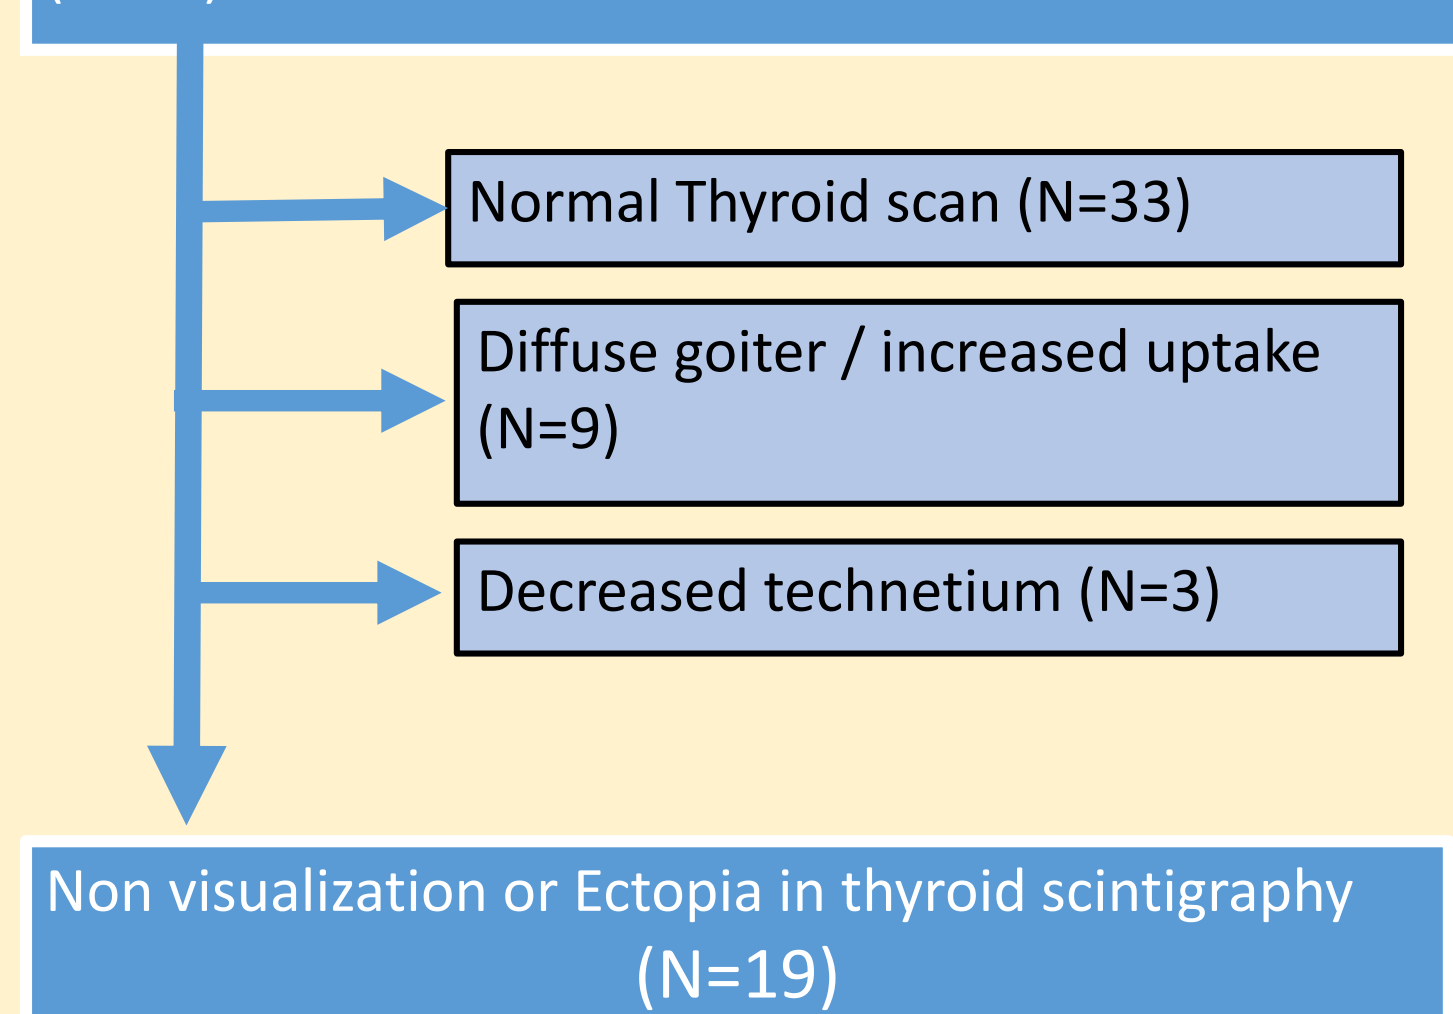 Normal Thyroid scan (N=33)
Diffuse goiter / increased uptake
(N=9)
Decreased technetium (N=3)
Non visualization or Ectopia in thyroid scintigraphy
(N=19)